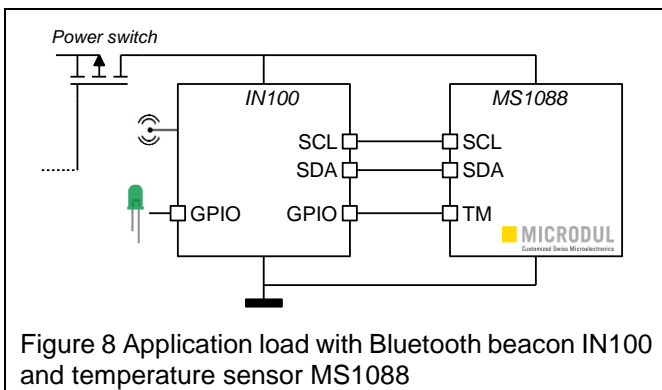 Power switch
IN100
MS1088
SCL
SCL
SDA
SDA
GPIO
GPIO
TM
MICRODUL
Customized Swiss Microelectronics
Figure 8 Application load with Bluetooth beacon IN100
and temperature sensor MS1088